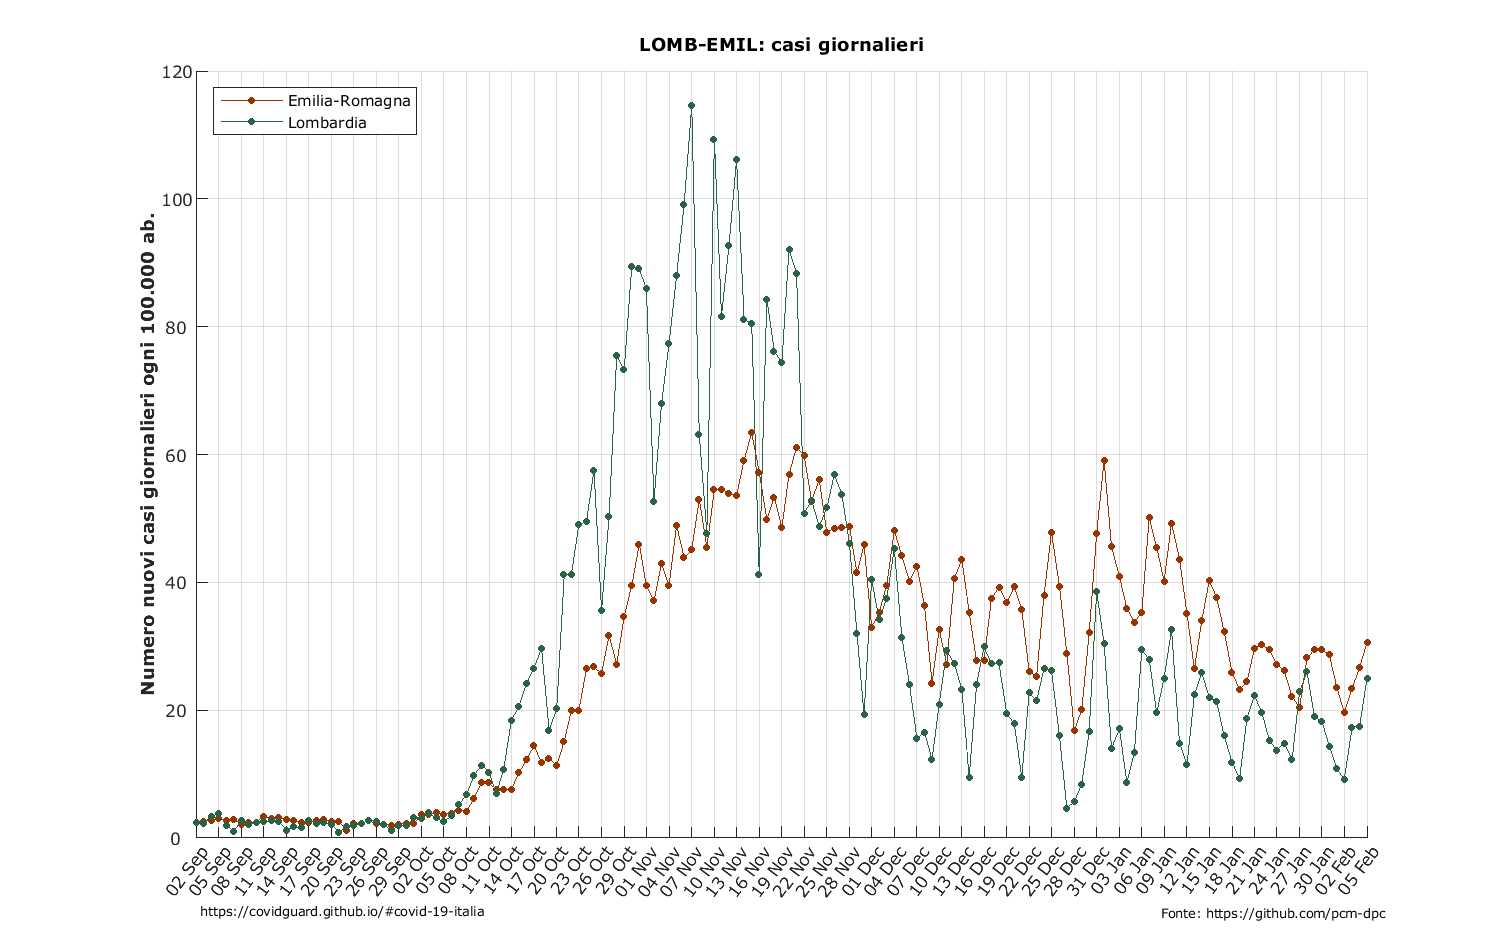 LOMB-EMIL: casi giornalieri
Numero nuovi casi giornalieri ogni 100.000 ab.
120
100
80
60
40
20
0
Emilia-Romagna
Lombardia
02 Sep
05 Sep
08 Sep
11 Sep
14 Sep
17 Sep
20 Sep
23 Sep
26 Sep
29 Sep
02 Oct
05 Oct
08 Oct
11 Oct
14 Oct
17 Oct
20 Oct
23 Oct
26 Oct
29 Oct
01 Nov
04 Nov
07 Nov
10 Nov
13 Nov
16 Nov
19 Nov
22 Nov
25 Nov
28 Nov
01 Dec
04 Dec
07 Dec
10 Dec
13 Dec
16 Dec
19 Dec
22 Dec
25 Dec
28 Dec
31 Dec
03 Jan
06 Jan
09 Jan
12 Jan
15 Jan
18 Jan
21 Jan
24 Jan
27 Jan
30 Jan
02 Feb
05 Feb
https://covidguard.github.io/#covid-19-italia
Fonte: https://github.com/pcm-dpc